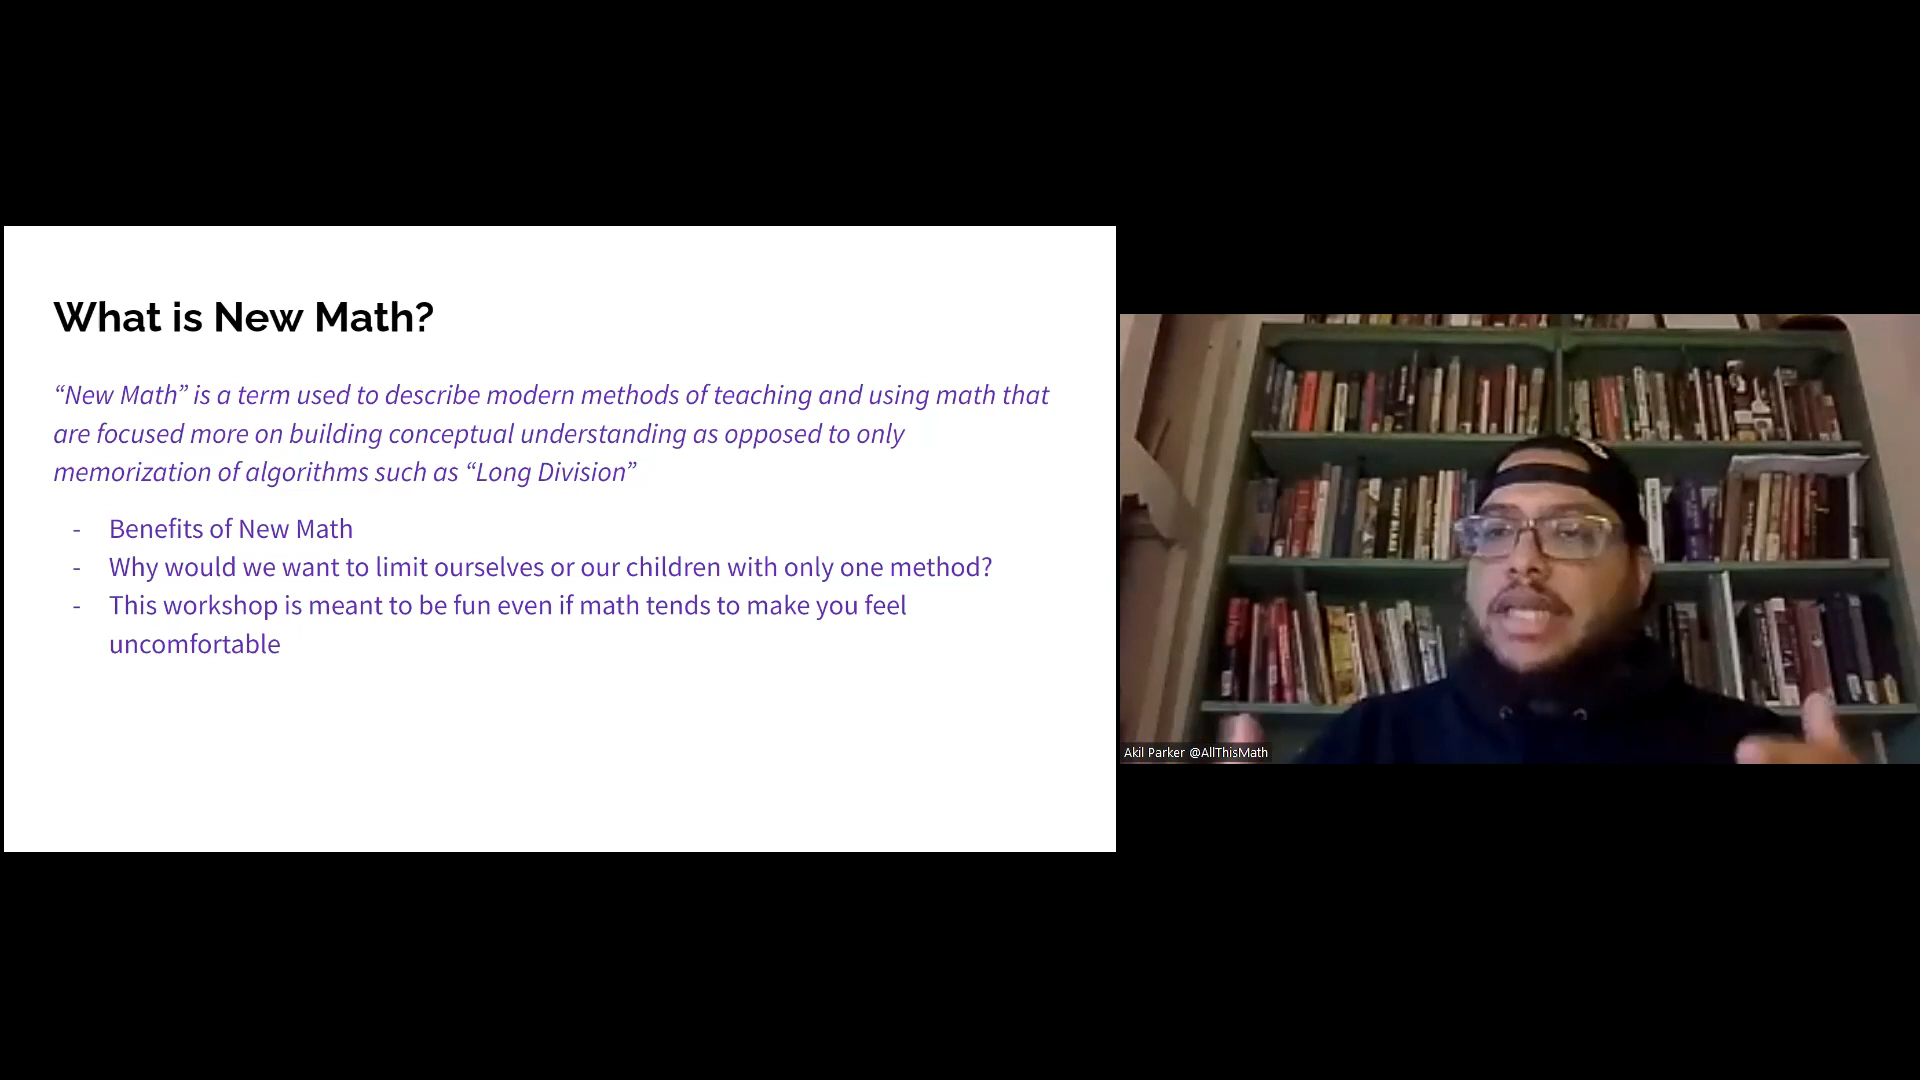 What is New Math?
“New Math” is a term used to describe modern methods of teaching and using math that
are focused more on building conceptual understanding as opposed to only
memorization of algorithms such as “Long Division”
- Benefits of New Math
- Why would we want to limit ourselves or our children with only one method?
- This workshop is meant to be fun even if math tends to make you feel
uncomfortable
Akil Parker @AllThisMath